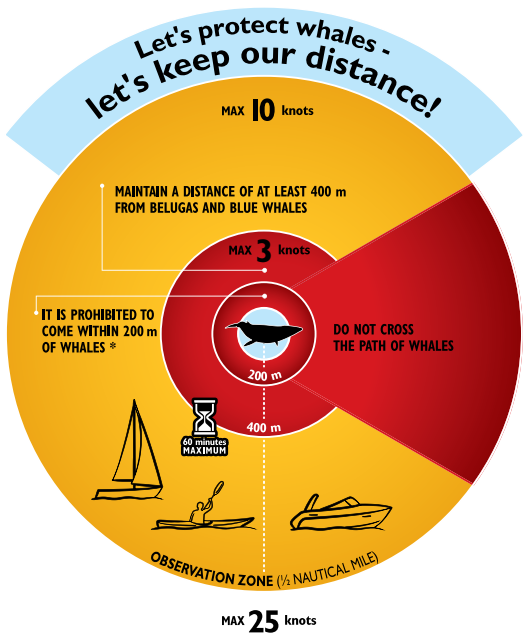 Let's protect whales -
let's keep our distance!
MAX 10 knots
MAINTAIN A DISTANCE OF AT LEAST 400 m
FROM BELUGAS AND BLUE WHALES
MAX 3 knots
IT IS PROHIBITED TO
COME WITHIN 200 m
OF WHALES *
DO NOT CROSS
THE PATH OF WHALES
200 m
400 m
60 minutes
MAXIMUM
OBSERVATION ZONE (½ NAUTICAL MILE)
MAX 25 knots